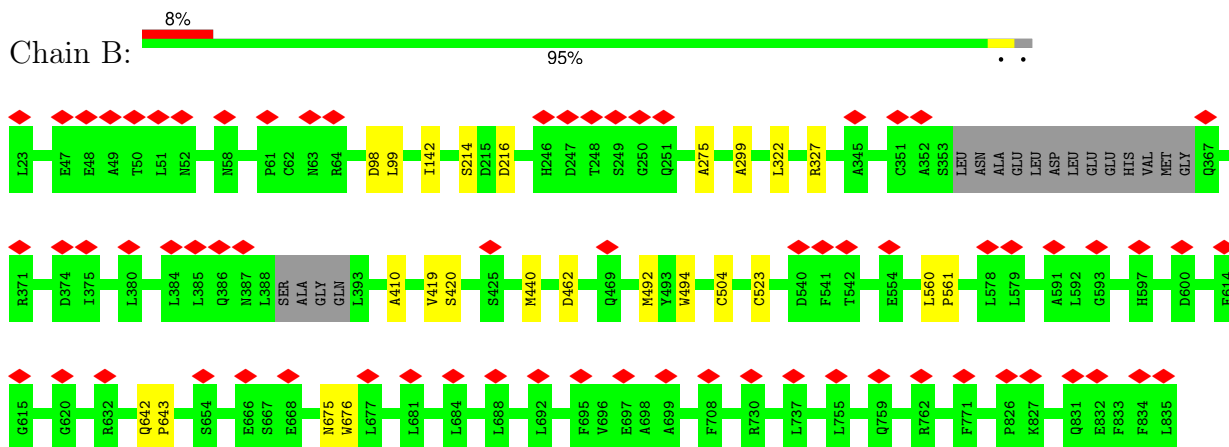 8%
Chain B:
95%
L23 E47 E48 A49 T50 L51 N52 N58 P61 C62 N63 R64 D98 L99 I142 S214 D215 D216 H246 D247 T248 S249 G250 Q251 A275 A299 L322 R327 A345 C351 A352 S353 LEU ASN ALA GLU LEU ASP LEU GLU GLU HIS VAL MET GLY Q367
R371 D374 I375 L380 L384 L385 Q386 N387 L388 SER ALA GLY GLN L393 A410 V419 S420 S425 M440 D462 Q469 M492 Y493 W494 C504 C523 L560 P561 D540 F541 T542 E554 L578 L579 A591 L592 G593 H597 D600
G615 G620 R632 Q642 P643 S654 E666 S667 E668 N675 W676 L677 L681 L684 L688 L692 F695 V696 E697 A698 A699 F708 R730 L737 L755 Q759 R762 F771 P826 K827 Q831 E832 F833 F834 L835